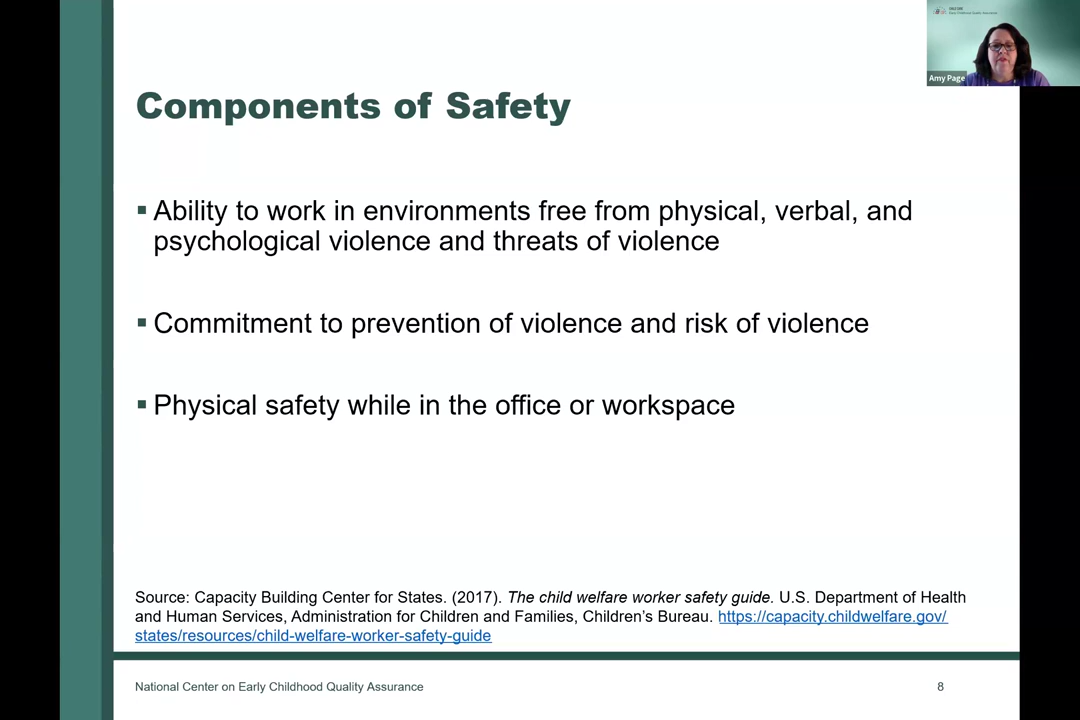 Amy Page
Components of Safety
▪ Ability to work in environments free from physical, verbal, and
psychological violence and threats of violence
▪ Commitment to prevention of violence and risk of violence
▪ Physical safety while in the office or workspace
Source: Capacity Building Center for States. (2017). The child welfare worker safety guide. U.S. Department of Health
and Human Services, Administration for Children and Families, Children’s Bureau. https://capacity.childwelfare.gov/
states/resources/child-welfare-worker-safety-guide
National Center on Early Childhood Quality Assurance
8